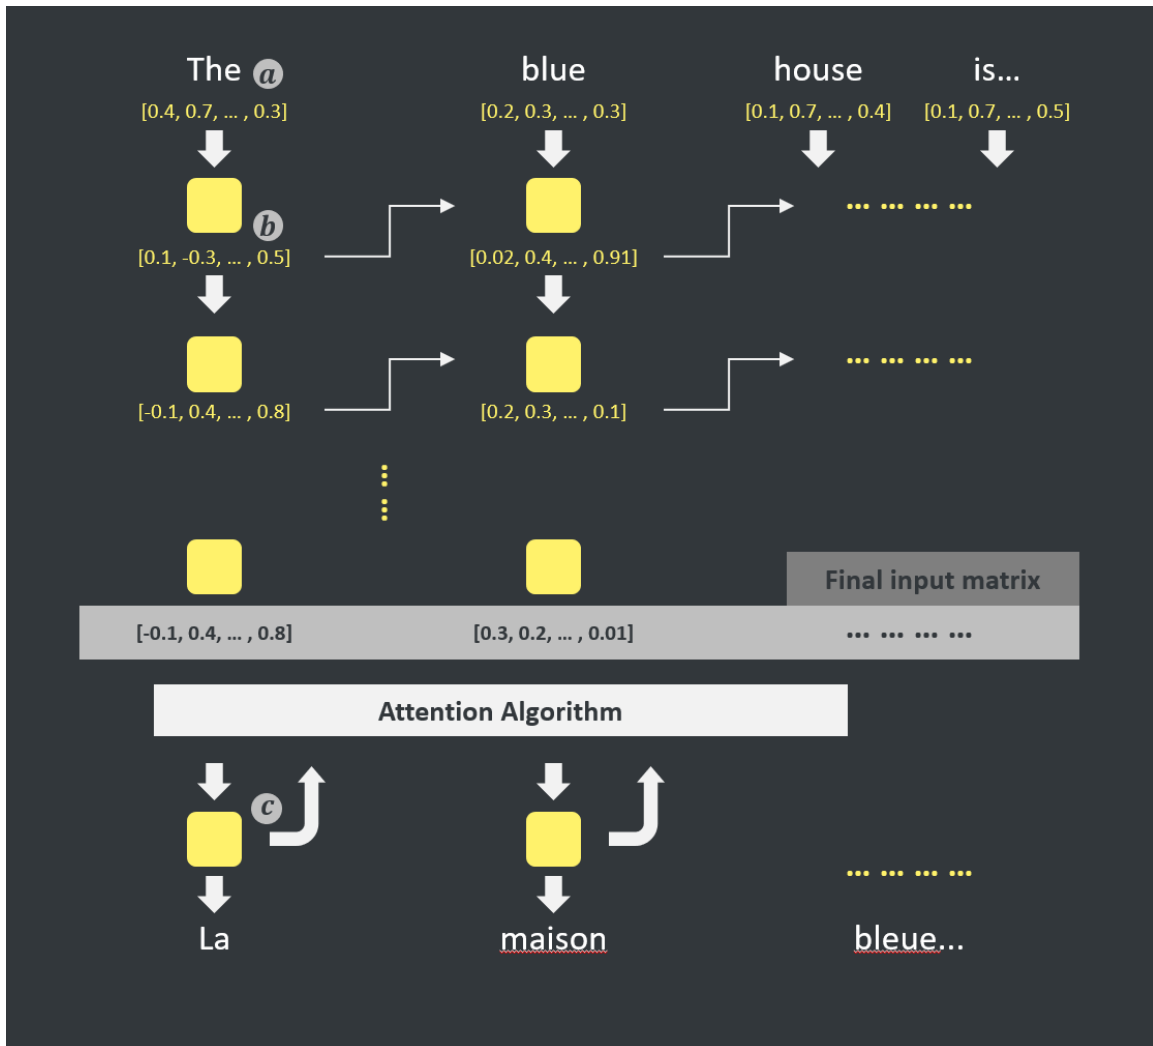 The a blue house is...
[0.4, 0.7, ... , 0.3] [0.2, 0.3, ... , 0.3] [0.1, 0.7, ... , 0.4] [0.1, 0.7, ... , 0.5]
b ... ... ... ...
[0.1, -0.3, ... , 0.5] [0.02, 0.4, ... , 0.91]
... ... ... ...
[-0.1, 0.4, ... , 0.8] [0.2, 0.3, ... , 0.1]
Final input matrix
[-0.1, 0.4, ... , 0.8] [0.3, 0.2, ... , 0.01] ... ... ... ...
Attention Algorithm
c
... ... ... ...
La maison bleue...